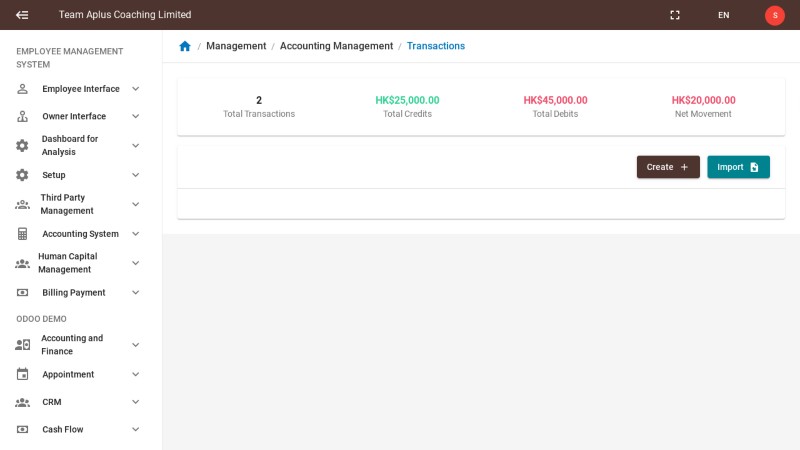 Team Aplus Coaching Limited
EN
S
EMPLOYEE MANAGEMENT
SYSTEM
Employee Interface
Owner Interface
Dashboard for
Analysis
Setup
Third Party
Management
Accounting System
Human Capital
Management
Billing Payment
ODOO DEMO
Accounting and
Finance
Appointment
CRM
Cash Flow
/ Management / Accounting Management / Transactions
2
Total Transactions
HK$25,000.00
Total Credits
HK$45,000.00
Total Debits
HK$20,000.00
Net Movement
Create +
Import